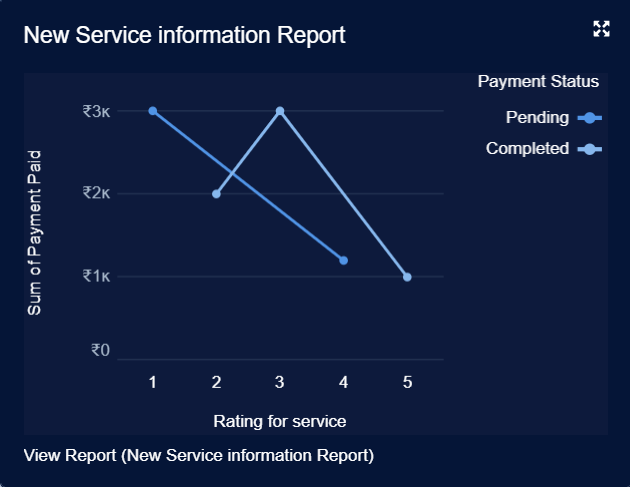 New Service information Report
Payment Status
Pending
Completed
Sum of Payment Paid
₹3K
₹2K
₹1K
₹0
1 2 3 4 5
Rating for service
View Report (New Service information Report)